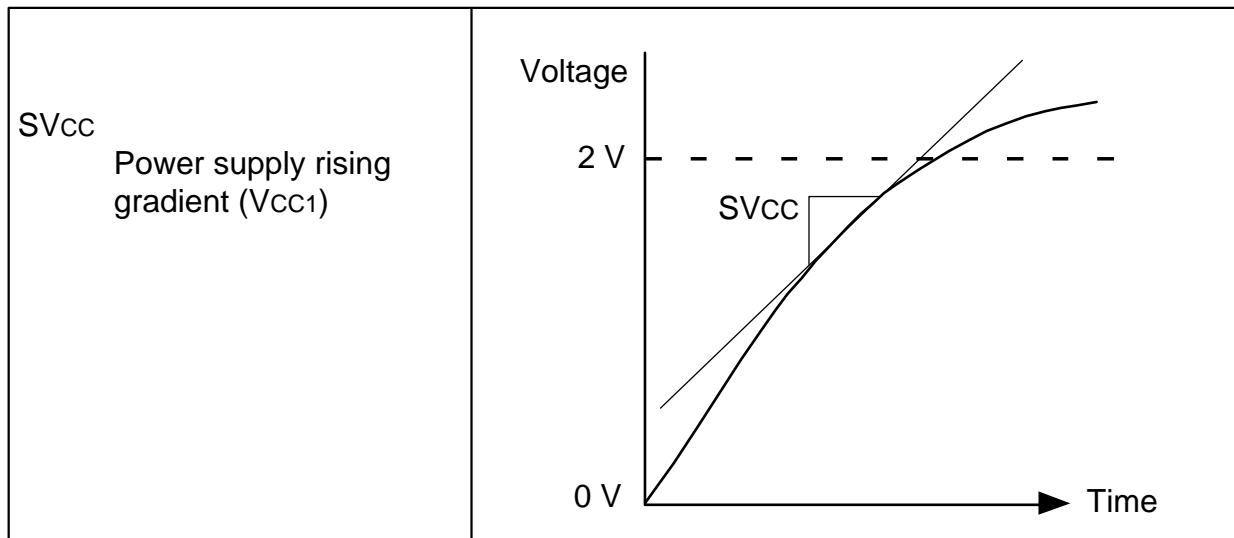 SVCC
Power supply rising
gradient (VCC1)
Voltage
2 V
SVCC
0 V
Time